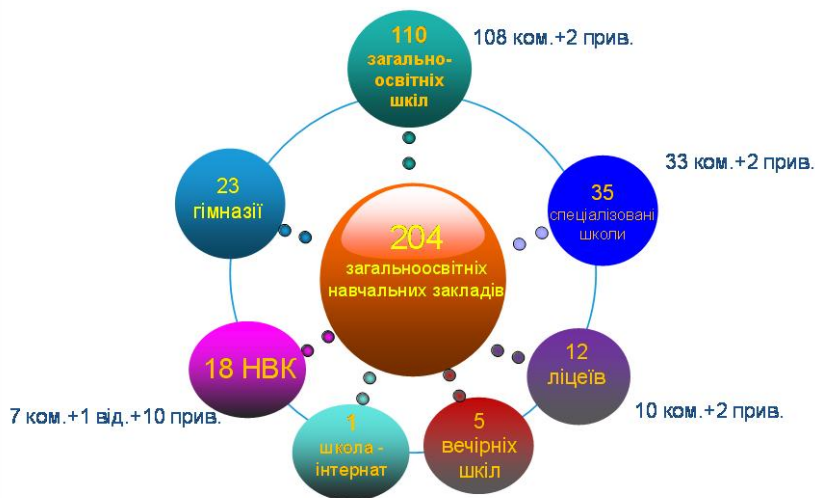 110
загально-
освітніх
шкіл
108 ком.+2 прив.
33 ком.+2 прив.
35
спеціалізовані
школи
23
гімназії
204
загальноосвітніх
навчальних закладів
12
ліцеїв
10 ком.+2 прив.
18 НВК
7 ком.+1 від.+10 прив.
1
школа -
інтернат
5
вечірніх
шкіл